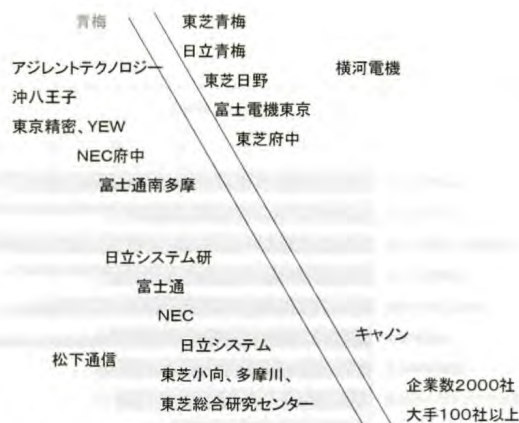 青梅
東芝青梅
日立青梅
アジレントテクノロジー
東芝日野
横河電機
沖八王子
富士電機東京
東京精密、YEW
東芝府中
NEC府中
富士通南多摩
日立システム研
富士通
NEC
キヤノン
日立システム
松下通信
東芝小向、多摩川、
東芝総合研究センター
企業数2000社
大手100社以上